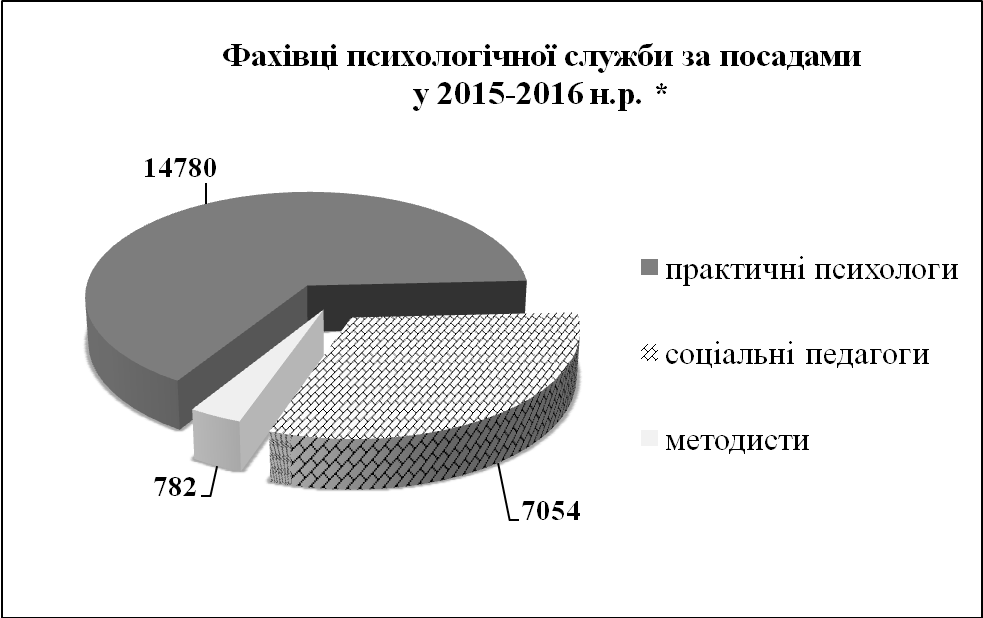 Фахівці психологічної служби за посадами
у 2015-2016 н.р. *
14780
практичні психологи
соціальні педагоги
методисти
782
7054